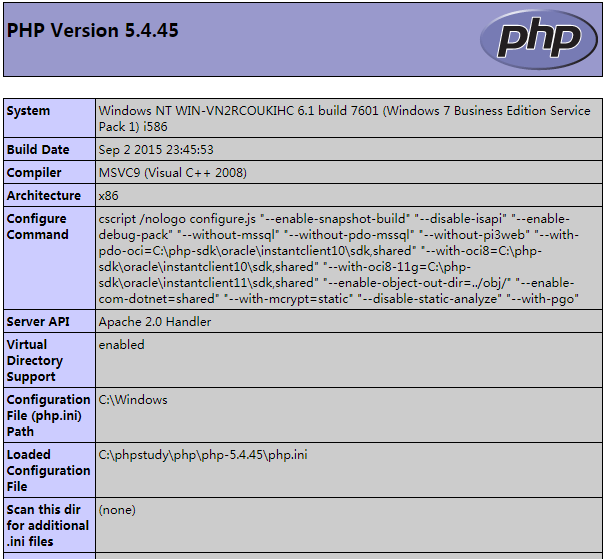 PHP Version 5.4.45
php
System
Windows NT WIN-VN2RCOUKIHC 6.1 build 7601 (Windows 7 Business Edition Service
Pack 1) i586
Build Date
Sep 2 2015 23:45:53
Compiler
MSVC9 (Visual C++ 2008)
Architecture
x86
Configure
Command
cscript /nologo configure.js "--enable-snapshot-build" "--disable-isapi" "--enable-
debug-pack" "--without-mssql" "--without-pdo-mssql" "--without-pi3web" "--with-
pdo-oci=C:\php-sdk\oracle\instantclient10\sdk,shared" "--with-oci8=C:\php-
sdk\oracle\instantclient10\sdk,shared" "--with-oci8-11g=C:\php-
sdk\oracle\instantclient11\sdk,shared" "--enable-object-out-dir=../obj/" "--enable-
com-dotnet=shared" "--with-mcrypt=static" "--disable-static-analyze" "--with-pgo"
Server API
Apache 2.0 Handler
Virtual
Directory
Support
enabled
Configuration
File (php.ini)
Path
C:\Windows
Loaded
Configuration
File
C:\phpstudy\php\php-5.4.45\php.ini
Scan this dir
for additional
.ini files
(none)